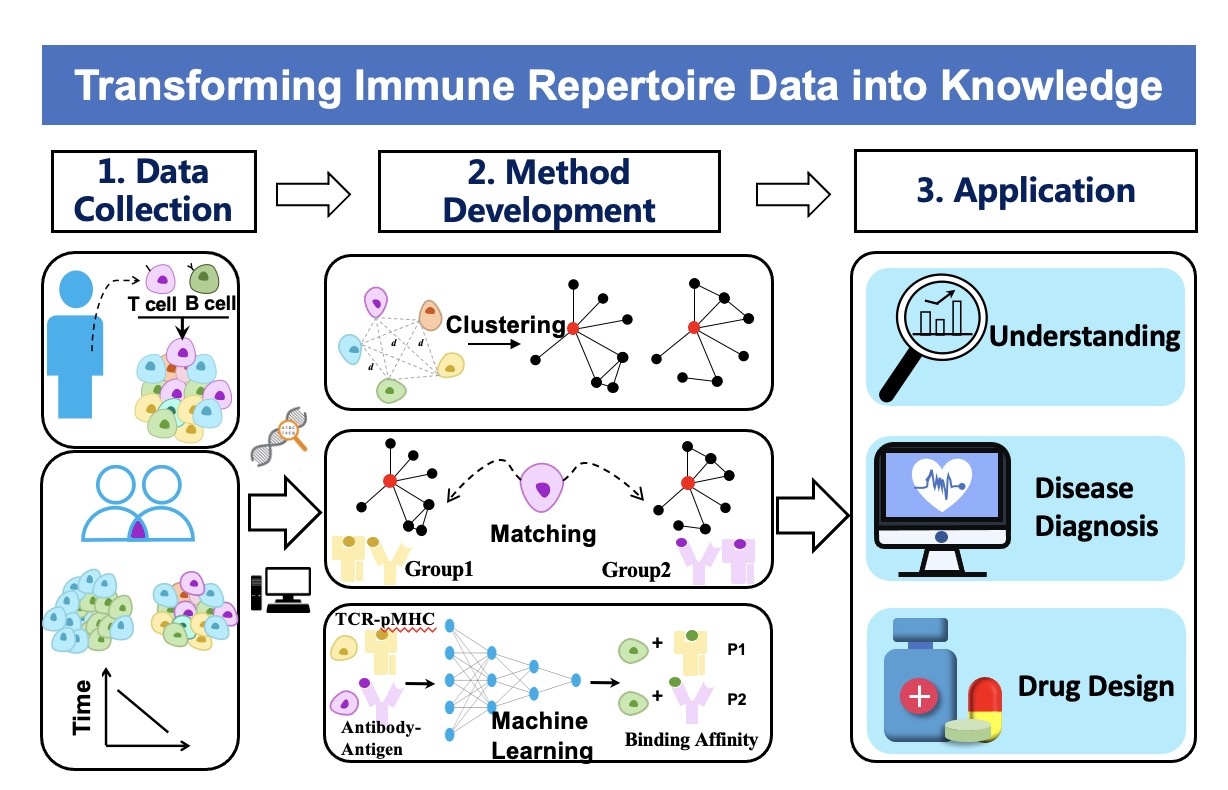 Transforming Immune Repertoire Data into Knowledge
1. Data
Collection
2. Method
Development
3. Application
T cell B cell
Time
d
d
d
Clustering
Matching
Group1
Group2
TCR-pMHC
Antibody-
Antigen
Machine
Learning
+
P1
+
P2
Binding Affinity
Understanding
Disease
Diagnosis
Drug Design